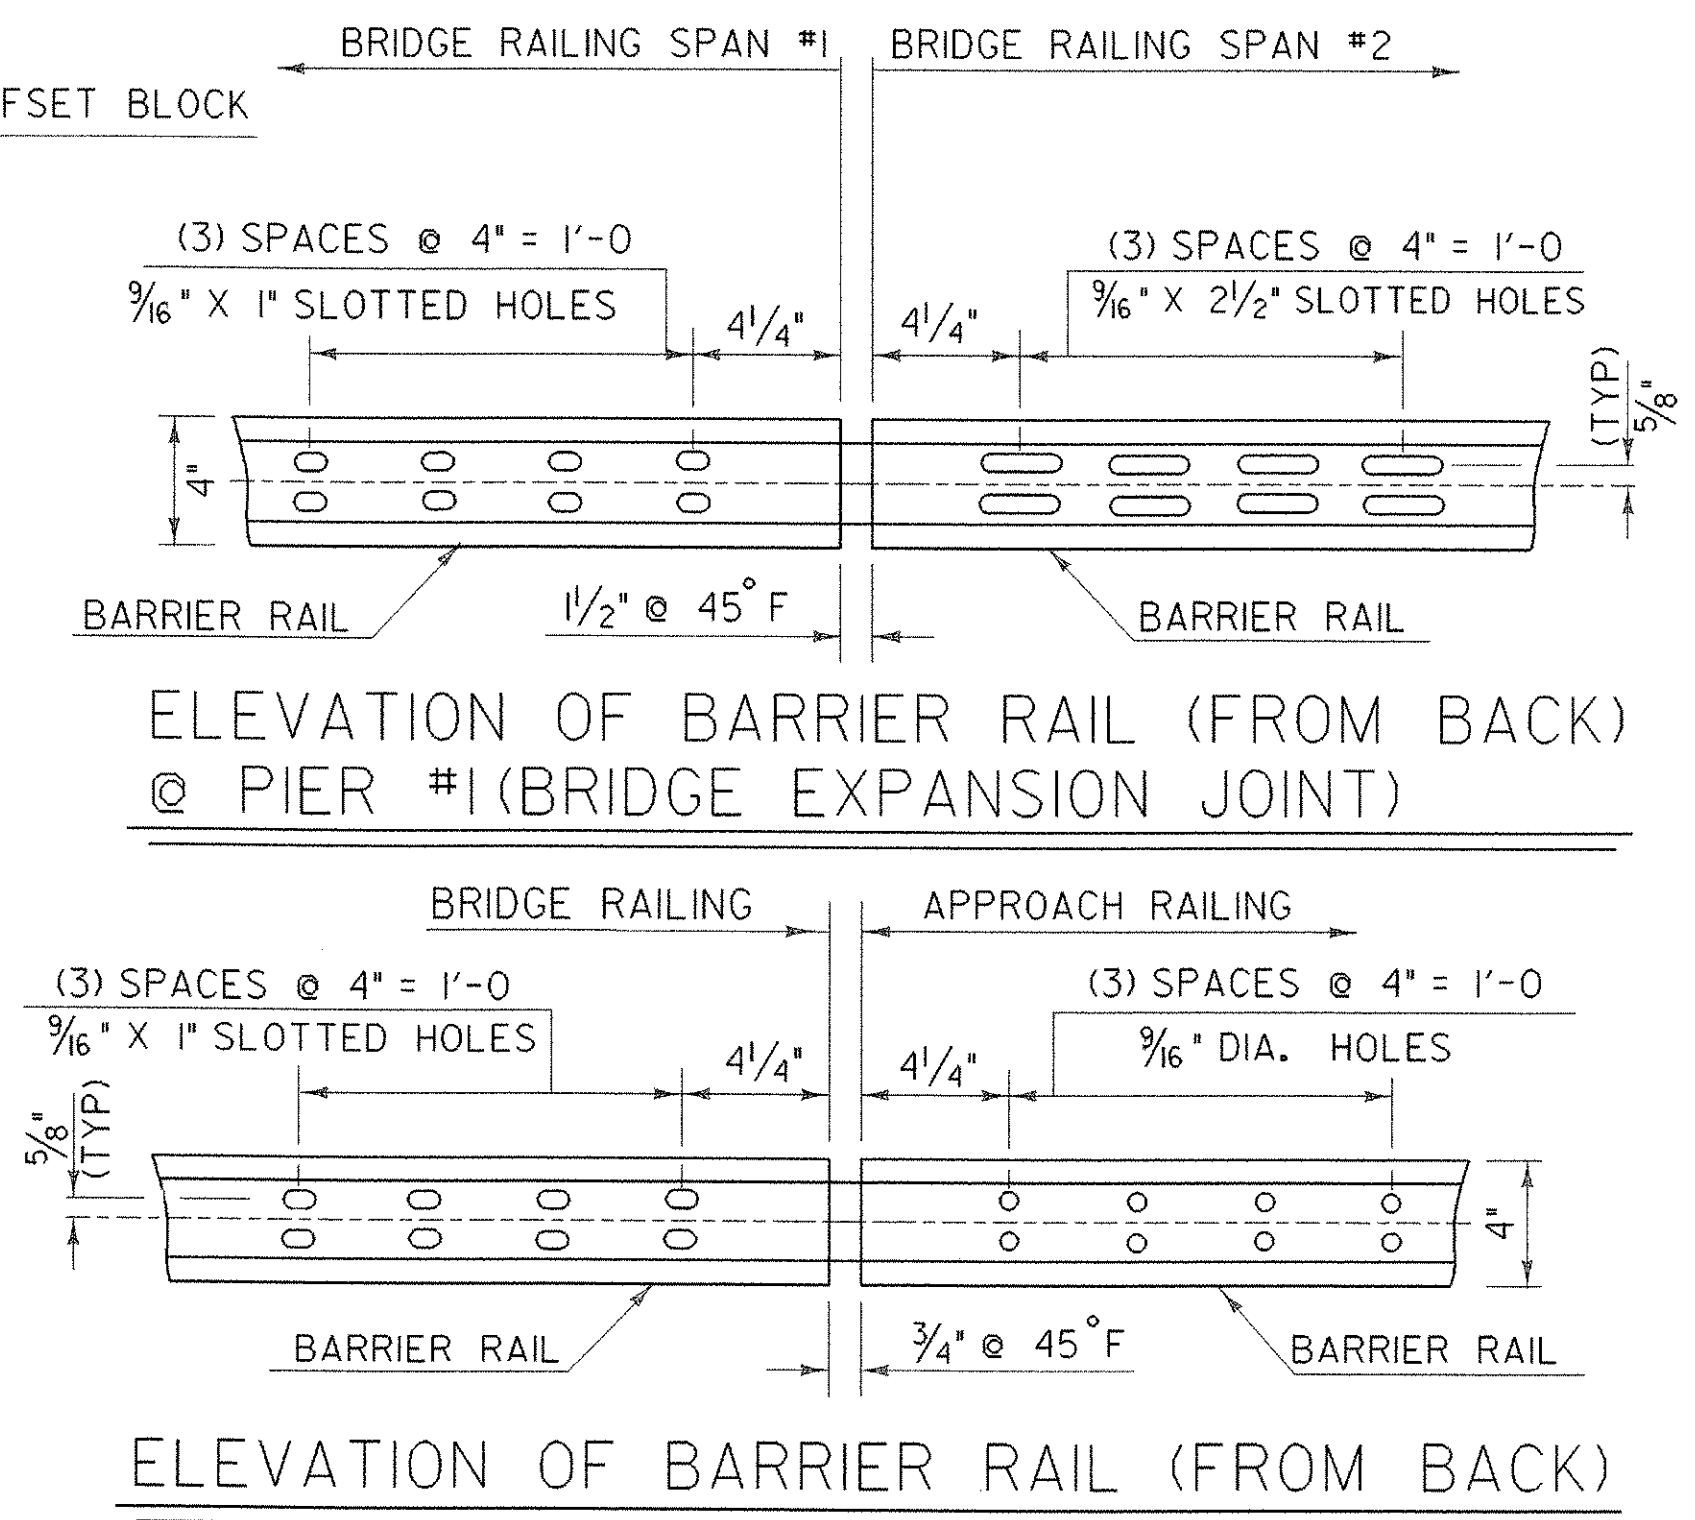 BRIDGE RAILING SPAN #1
BRIDGE RAILING SPAN #2
FSET BLOCK
(3) SPACES @ 4" = 1'-0
9/16" X 1" SLOTTED HOLES
4 1/4"
4 1/4"
(3) SPACES @ 4" = 1'-0
9/16" X 2 1/2" SLOTTED HOLES
5/8"
(TYP)
4"
BARRIER RAIL
1 1/2" @ 45°F
BARRIER RAIL
ELEVATION OF BARRIER RAIL (FROM BACK)
@ PIER #1 (BRIDGE EXPANSION JOINT)
BRIDGE RAILING
APPROACH RAILING
(3) SPACES @ 4" = 1'-0
9/16" X 1" SLOTTED HOLES
4 1/4"
4 1/4"
(3) SPACES @ 4" = 1'-0
9/16" DIA. HOLES
5/8"
(TYP)
4"
BARRIER RAIL
3/4" @ 45°F
BARRIER RAIL
ELEVATION OF BARRIER RAIL (FROM BACK)